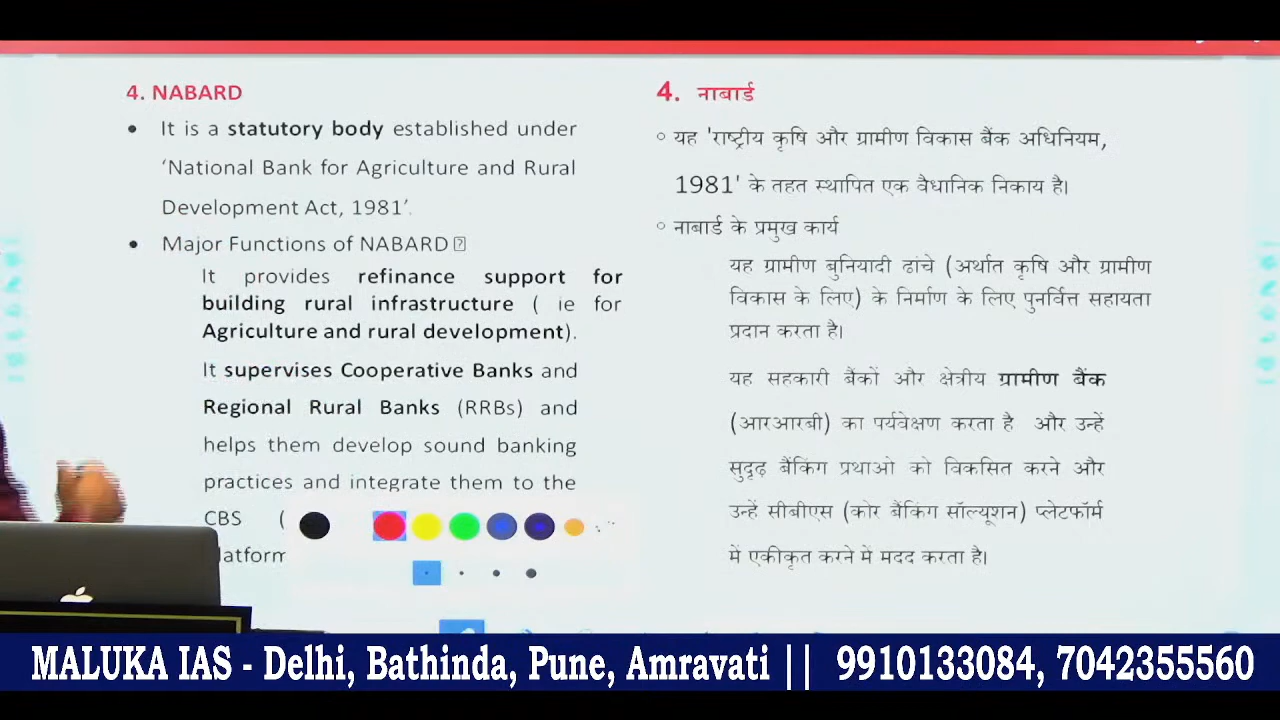 4. NABARD
• It is a statutory body established under
‘National Bank for Agriculture and Rural
Development Act, 1981’.
• Major Functions of NABARD
It provides refinance support for
building rural infrastructure ( ie for
Agriculture and rural development).
It supervises Cooperative Banks and
Regional Rural Banks (RRBs) and
helps them develop sound banking
practices and integrate them to the
CBS (
latform
4. नाबार्ड
○ यह 'राष्ट्रीय कृषि और ग्रामीण विकास बैंक अधिनियम,
1981' के तहत स्थापित एक वैधानिक निकाय है।
○ नाबार्ड के प्रमुख कार्य
यह ग्रामीण बुनियादी ढांचे (अर्थात कृषि और ग्रामीण
विकास के लिए) के निर्माण के लिए पुनर्वित्त सहायता
प्रदान करता है।
यह सहकारी बैंकों और क्षेत्रीय ग्रामीण बैंक
(आरआरबी) का पर्यवेक्षण करता है और उन्हें
सुदृढ़ बैंकिंग प्रथाओ को विकसित करने और
उन्हें सीबीएस (कोर बैंकिंग सॉल्यूशन) प्लेटफॉर्म
में एकीकृत करने में मदद करता है।
MALUKA IAS - Delhi, Bathinda, Pune, Amravati || 9910133084, 7042355560